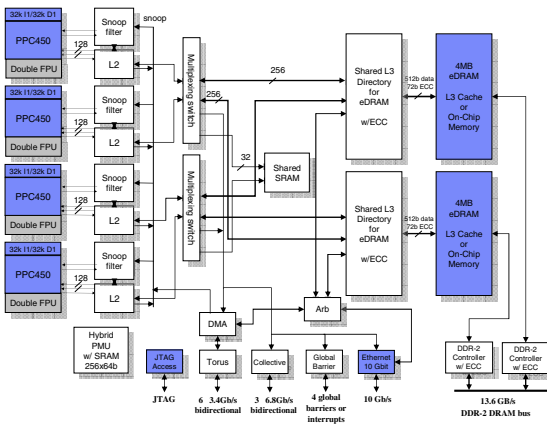 32k I1/32k D1
PPC450
Double FPU
128
Snoop
filter
L2
snoop
32k I1/32k D1
PPC450
Double FPU
128
Snoop
filter
L2
32k I1/32k D1
PPC450
Double FPU
128
Snoop
filter
L2
32k I1/32k D1
PPC450
Double FPU
128
Snoop
filter
L2
Multiplexing switch
Multiplexing switch
256
256
32
Shared
SRAM
Shared L3
Directory
for
eDRAM
w/ECC
512b data
72b ECC
4MB
eDRAM
L3 Cache
or
On-Chip
Memory
Shared L3
Directory
for
eDRAM
w/ECC
512b data
72b ECC
4MB
eDRAM
L3 Cache
or
On-Chip
Memory
Hybrid
PMU
w/ SRAM
256x64b
DMA
Arb
JTAG
Access
Torus
Collective
Global
Barrier
Ethernet
10 Gbit
DDR-2
Controller
w/ ECC
DDR-2
Controller
w/ ECC
JTAG
6 3.4Gb/s
bidirectional
3 6.8Gb/s
bidirectional
4 global
barriers or
interrupts
10 Gb/s
13.6 GB/s
DDR-2 DRAM bus